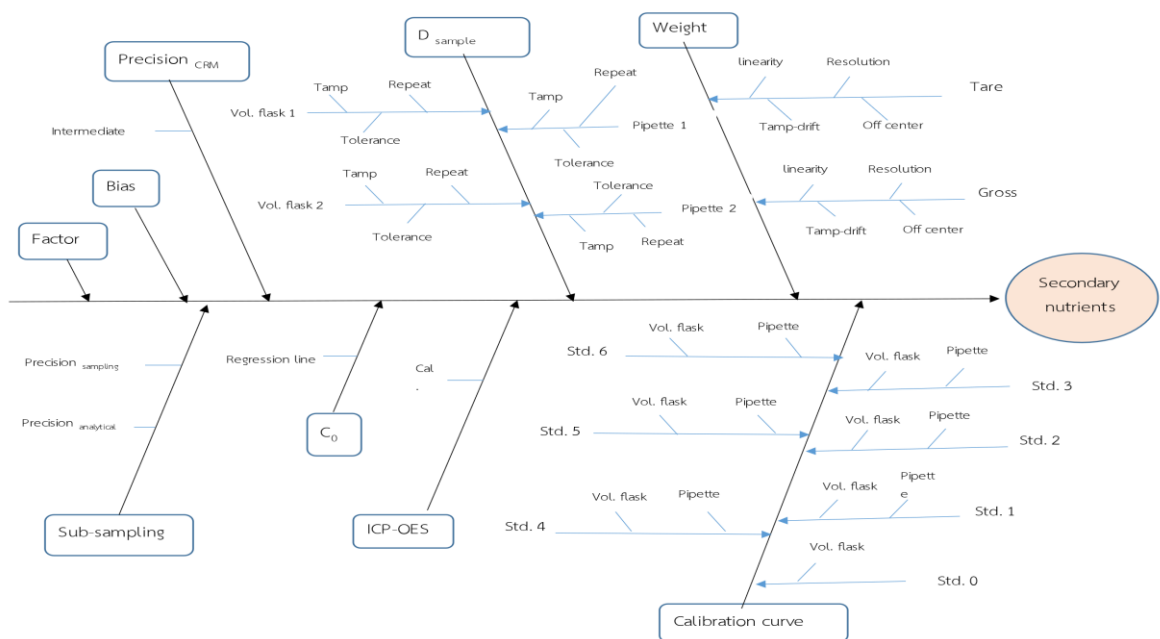 Weight
D sample
Precision CRM
linearity
Resolution
Repeat
Tare
Tamp
Repeat
Tamp
Vol. flask 1
Pipette 1
Tamp-drift
Off center
Intermediate
Tolerance
Tolerance
linearity
Resolution
Tamp
Repeat
Tolerance
Bias
Gross
Vol. flask 2
Pipette 2
Tamp-drift
Off center
Tolerance
Tamp
Repeat
Factor
Secondary
nutrients
Vol. flask
Pipette
Std. 6
Vol. flask
Pipette
Precision sampling
Regression line
Cal
.
Std. 3
Vol. flask
Pipette
Vol. flask
Pipette
Precision analytical
C0
Std. 5
Std. 2
Vol. flask
Pipette
Vol. flask
Pipett
e
Sub-sampling
ICP-OES
Std. 4
Std. 1
Vol. flask
Std. 0
Calibration curve